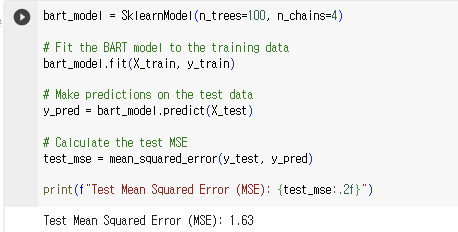 bart_model = SklearnModel(n_trees=100, n_chains=4)
# Fit the BART model to the training data
bart_model.fit(X_train, y_train)
# Make predictions on the test data
y_pred = bart_model.predict(X_test)
# Calculate the test MSE
test_mse = mean_squared_error(y_test, y_pred)
print(f"Test Mean Squared Error (MSE): {test_mse:.2f}")
Test Mean Squared Error (MSE): 1.63